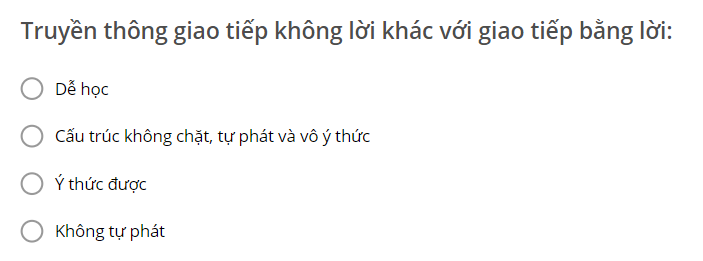 Truyền thông giao tiếp không lời khác với giao tiếp bằng lời:
Dễ học
Cấu trúc không chặt, tự phát và vô ý thức
Ý thức được
Không tự phát